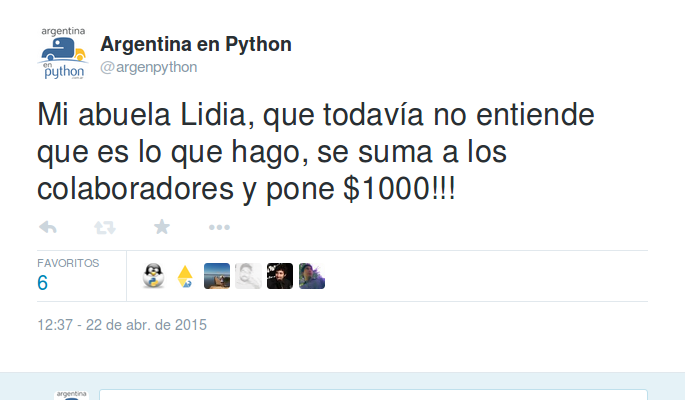 argentina
en
python
Argentina en Python
@argenpython
Mi abuela Lidia, que todavía no entiende
que es lo que hago, se suma a los
colaboradores y pone $1000!!!
FAVORITOS
6
12:37 - 22 de abr. de 2015
argentina